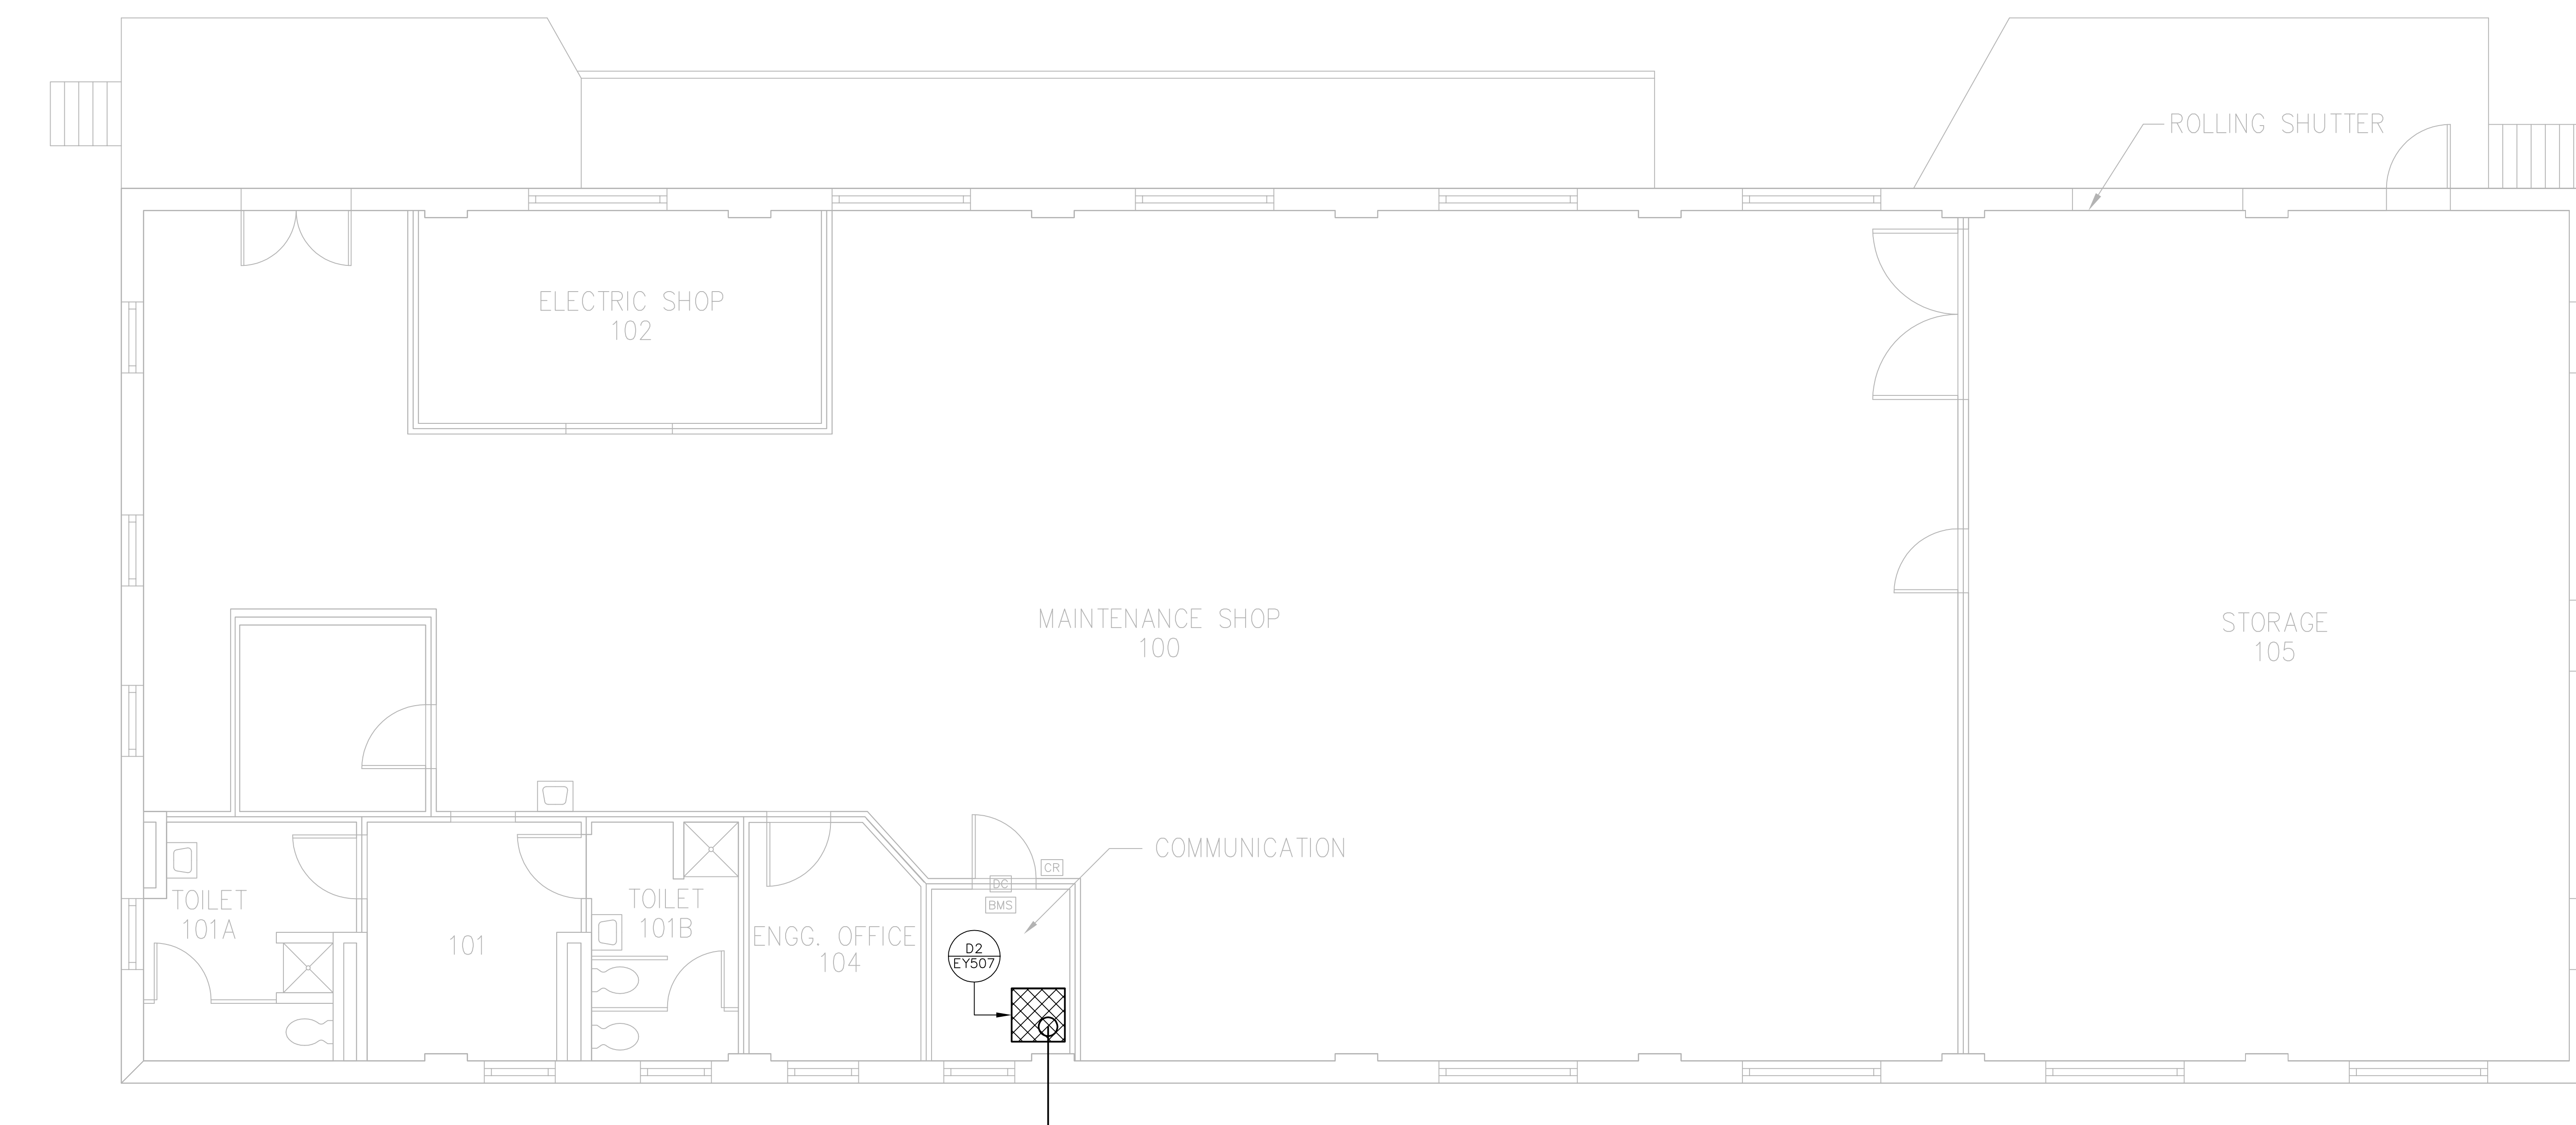 ROLLING SHUTTER
ELECTRIC SHOP
102
MAINTENANCE SHOP
100
STORAGE
105
COMMUNICATION
CR
DC
BMS
TOILET
101A
101
TOILET
101B
ENGG. OFFICE
104
D2
EY507